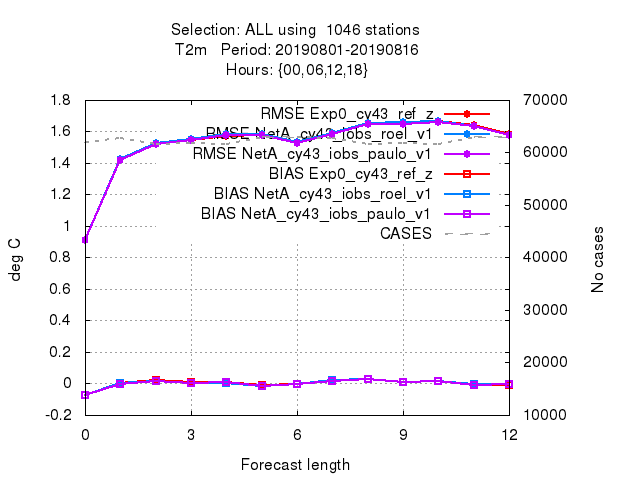 Selection: ALL using  1046 stations
T2m   Period: 20190801-20190816
Hours: {00,06,12,18}
1.8
1.6
1.4
1.2
1
0.8
0.6
0.4
0.2
0
-0.2
deg C
RMSE Exp0_cy43_ref_z
RMSE NetA_cy43_iobs_roel_v1
RMSE NetA_cy43_iobs_paulo_v1
BIAS Exp0_cy43_ref_z
BIAS NetA_cy43_iobs_roel_v1
BIAS NetA_cy43_iobs_paulo_v1
CASES
70000
60000
50000
40000
30000
20000
10000
No cases
0 3 6 9 12
Forecast length